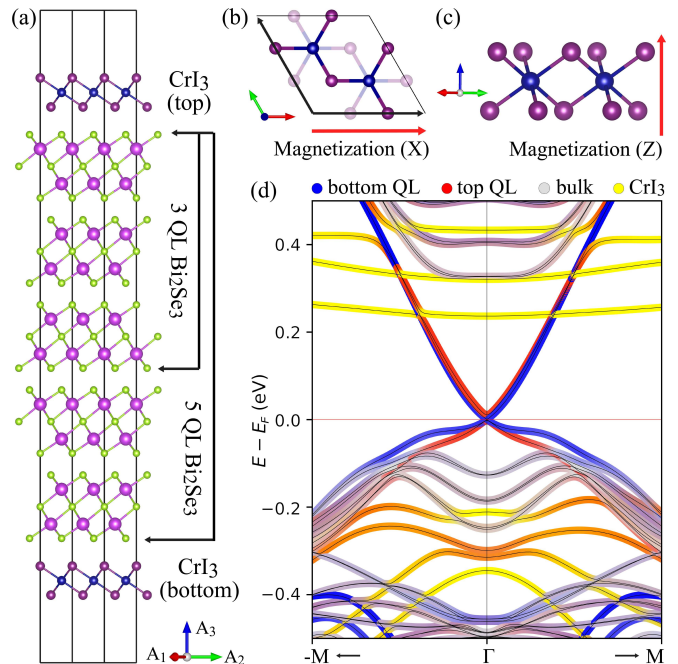 (a)
CrI3
(top)
3 QL Bi2Se3
5 QL Bi2Se3
CrI3
(bottom)
A3
A1
A2
(b)
Magnetization (X)
(c)
Magnetization (Z)
(d)
bottom QL top QL bulk CrI3
E − EF (eV)
0.4
0.2
0.0
−0.2
−0.4
-M ← Γ → M